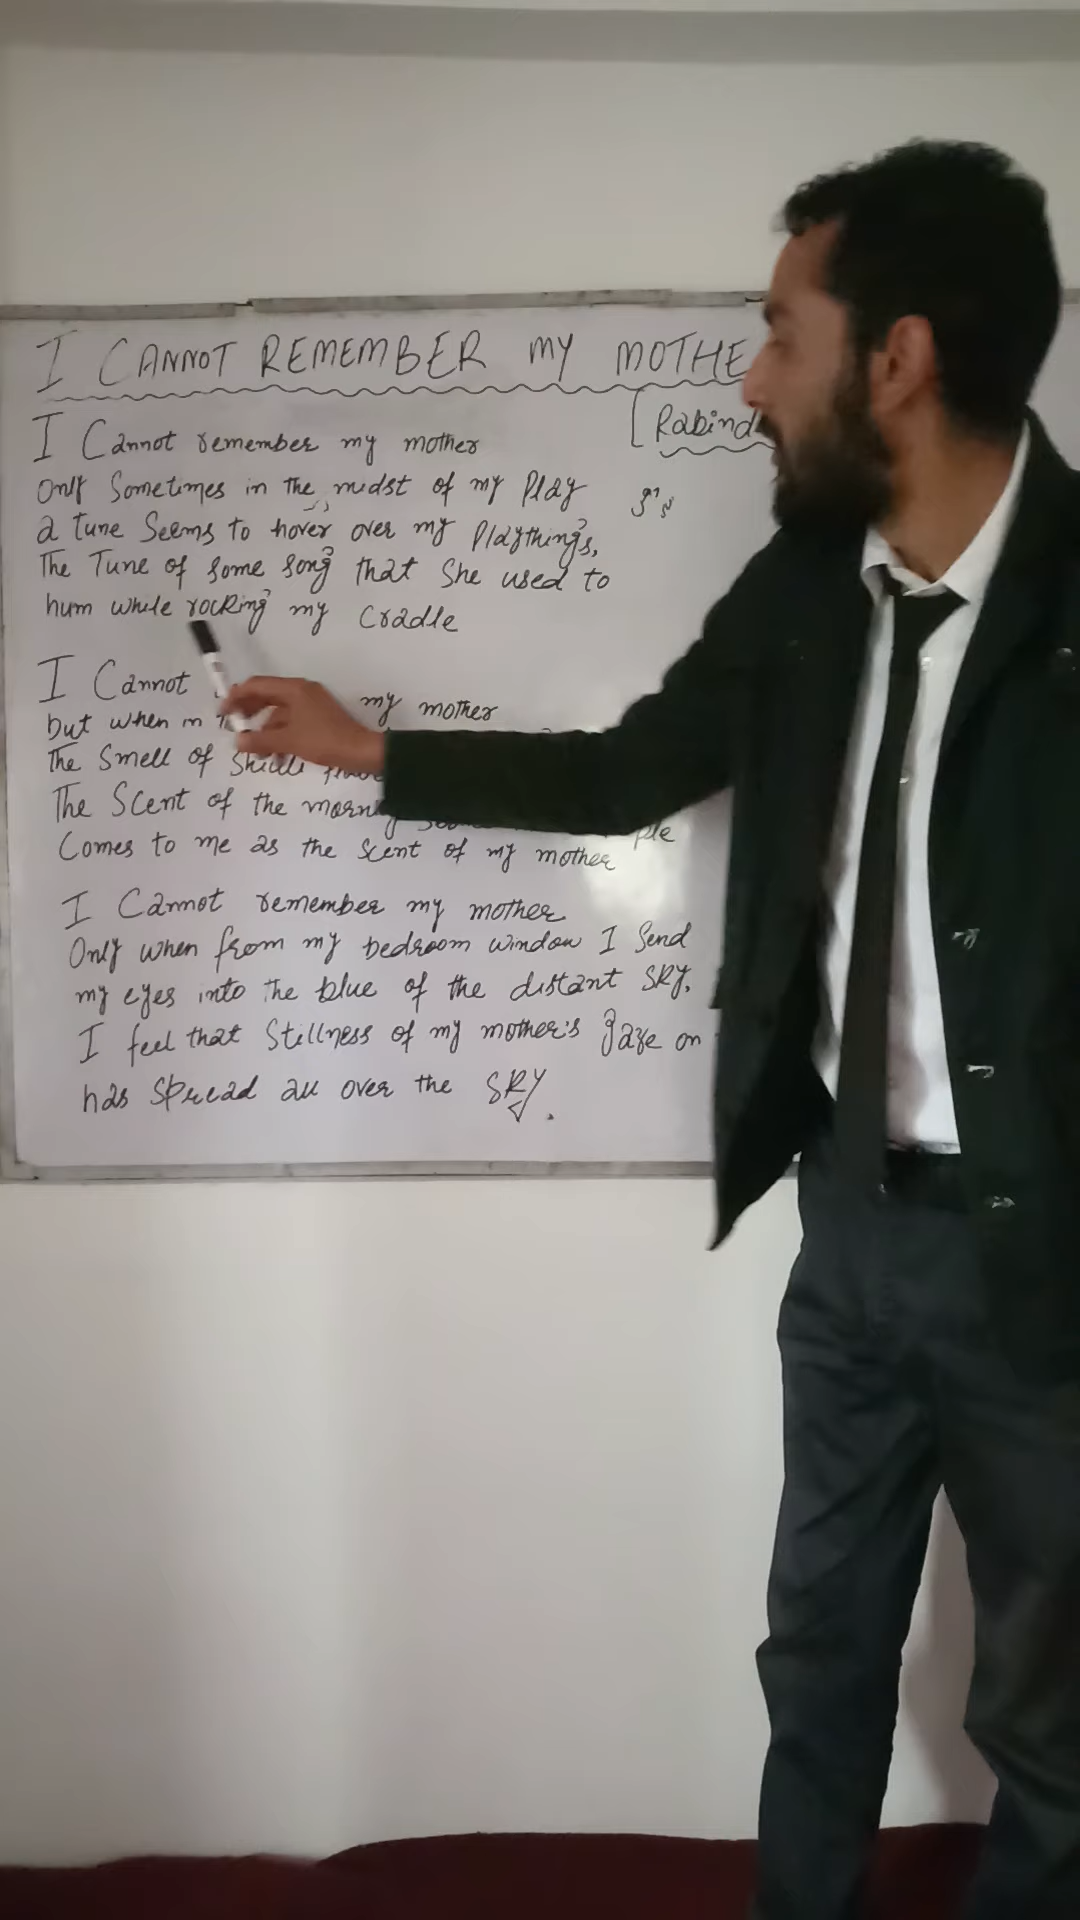 I CANNOT REMEMBER MY MOTHE
[Rabind
I Cannot remember my mother
only Sometimes in the midst of my Play
a tune Seems to hover over my Playthings,
The Tune of some song that She used to
hum while rocking my Cradle
I Cannot my mother
but when in
The Smell of Shiuli
The Scent of the morning ple
Comes to me as the scent of my mother
I Cannot remember my mother
Only when from my bedroom window I Send
my eyes into the blue of the distant SKY.
I feel that Stillness of my mother's gaze on
has spread all over the SKY.